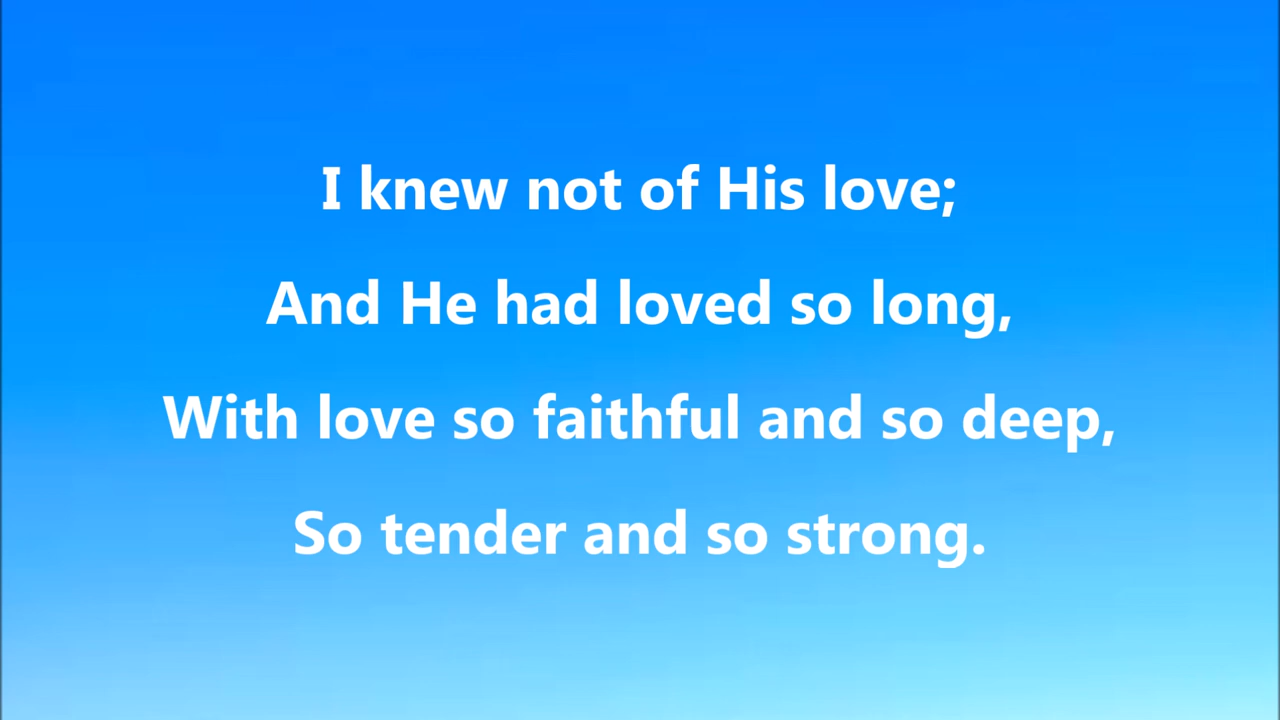 I knew not of His love;
And He had loved so long,
With love so faithful and so deep,
So tender and so strong.